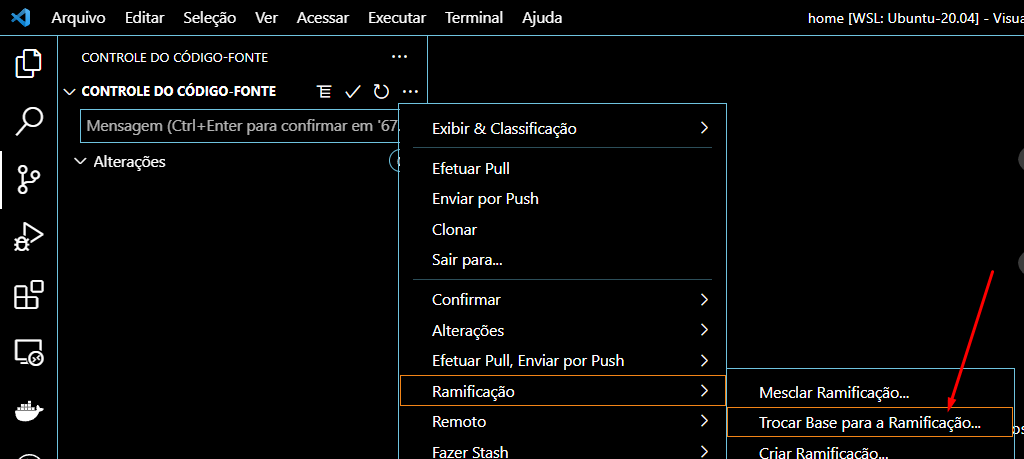 Arquivo Editar Seleção Ver Acessar Executar Terminal Ajuda home [WSL: Ubuntu-20.04] - Visua
CONTROLE DO CÓDIGO-FONTE
CONTROLE DO CÓDIGO-FONTE
Mensagem (Ctrl+Enter para confirmar em '67.
Alterações
Exibir & Classificação
Efetuar Pull
Enviar por Push
Clonar
Sair para...
Confirmar
Alterações
Efetuar Pull, Enviar por Push
Ramificação
Remoto
Fazer Stash
Mesclar Ramificação...
Trocar Base para a Ramificação...
Criar Ramificação...